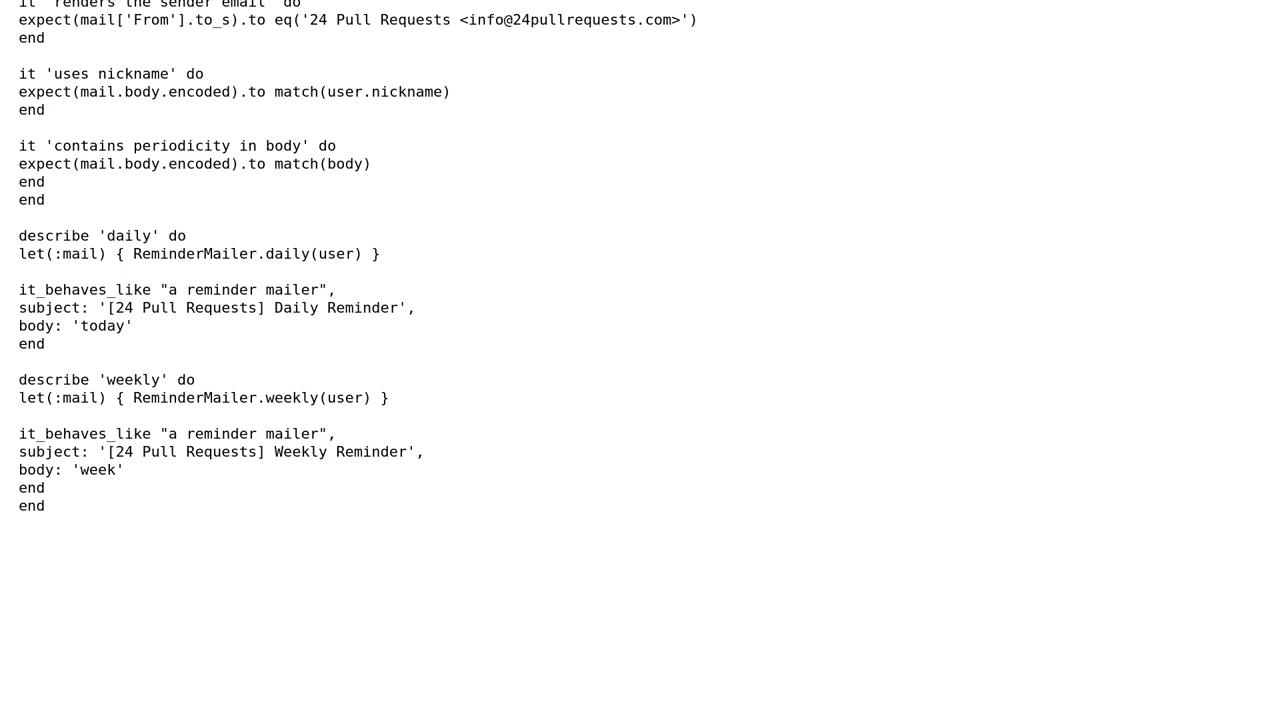 it 'renders the sender email' do
expect(mail['From'].to_s).to eq('24 Pull Requests <info@24pullrequests.com>')
end

it 'uses nickname' do
expect(mail.body.encoded).to match(user.nickname)
end

it 'contains periodicity in body' do
expect(mail.body.encoded).to match(body)
end
end

describe 'daily' do
let(:mail) { ReminderMailer.daily(user) }

it_behaves_like "a reminder mailer",
subject: '[24 Pull Requests] Daily Reminder',
body: 'today'
end

describe 'weekly' do
let(:mail) { ReminderMailer.weekly(user) }

it_behaves_like "a reminder mailer",
subject: '[24 Pull Requests] Weekly Reminder',
body: 'week'
end
end